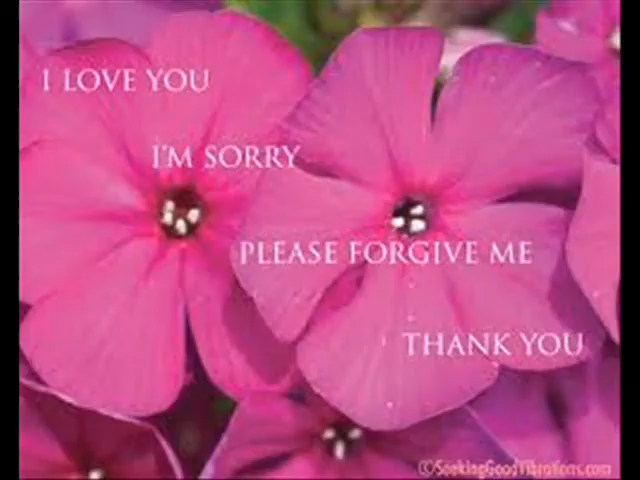 I LOVE YOU
I'M SORRY
PLEASE FORGIVE ME
THANK YOU
©SeekingGoodVibrations.com